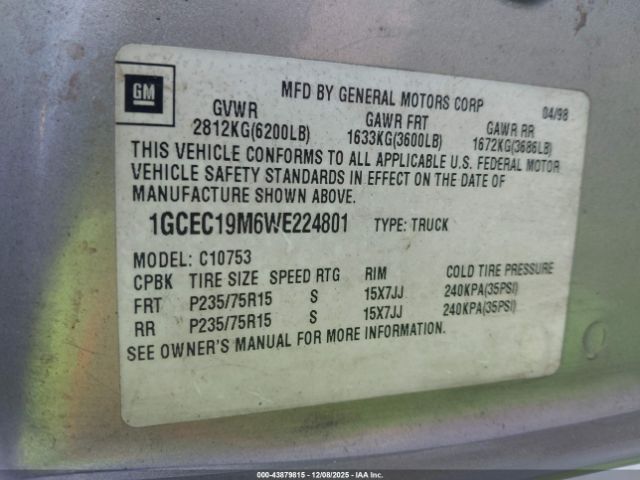 GM
MFD BY GENERAL MOTORS CORP 04/98
GVWR GAWR FRT GAWR RR
2812KG(6200LB) 1633KG(3600LB) 1672KG(3686LB)
THIS VEHICLE CONFORMS TO ALL APPLICABLE U.S. FEDERAL MOTOR
VEHICLE SAFETY STANDARDS IN EFFECT ON THE DATE OF
MANUFACTURE SHOWN ABOVE.
1GCEC19M6WE224801 TYPE: TRUCK
MODEL: C10753
CPBK TIRE SIZE SPEED RTG RIM COLD TIRE PRESSURE
FRT P235/75R15 S 15X7JJ 240KPA(35PSI)
RR P235/75R15 S 15X7JJ 240KPA(35PSI)
SEE OWNER'S MANUAL FOR MORE INFORMATION.
000-43879815 - 12/08/2025 - IAA Inc.